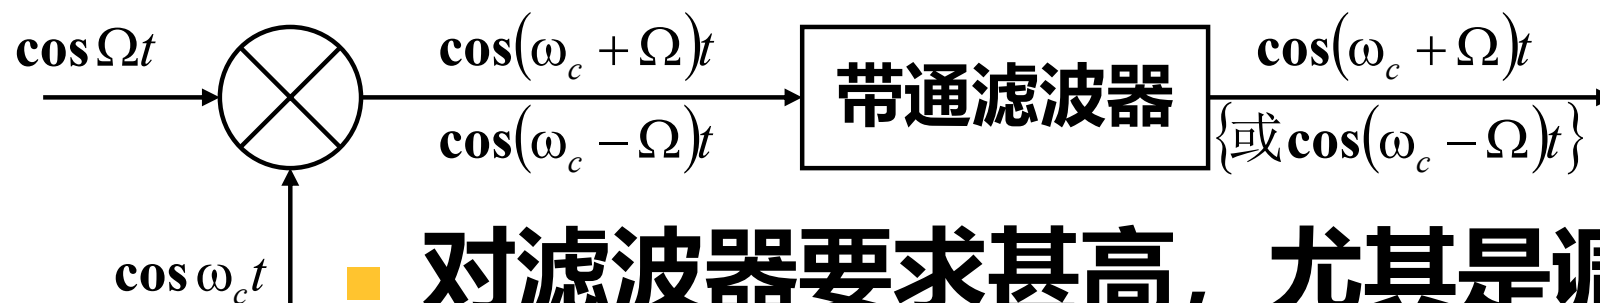 cos Ωt
cos(ω_c + Ω)t
cos(ω_c − Ω)t
带通滤波器
cos(ω_c + Ω)t
{或cos(ω_c − Ω)t}
cos ω_c t
对滤波器要求甚高，尤其是调